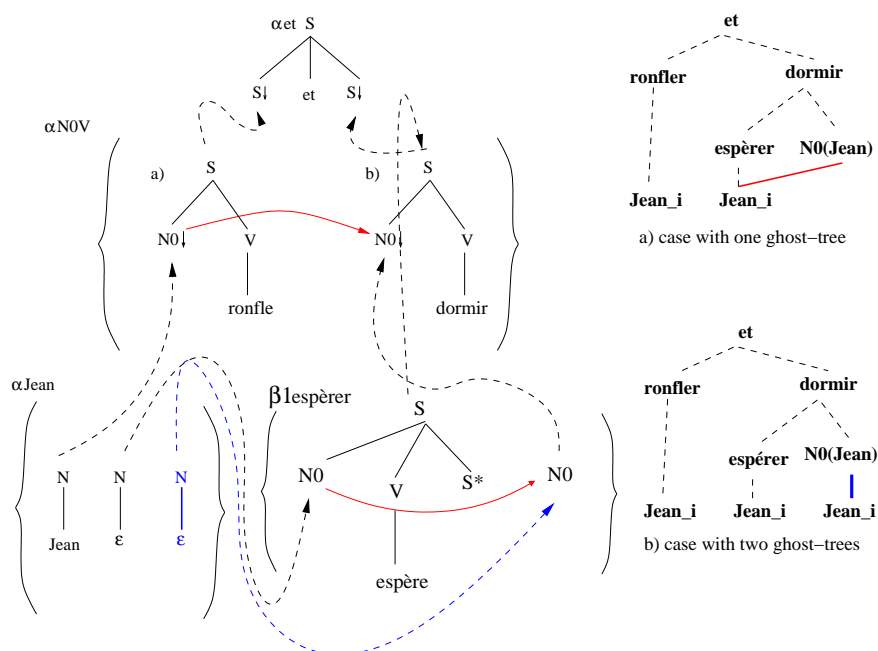 αet S
S↓ et S↓
αN0V
a) S
b) S
N0↓ V
N0↓ V
ronfle
dormir
αJean
N N N
Jean ε ε
β1espérer
S
N0 V S* N0
espère
et
ronfler dormir
espèrer N0(Jean)
Jean_i Jean_i
a) case with one ghost−tree
et
ronfler dormir
espérer N0(Jean)
Jean_i Jean_i Jean_i
b) case with two ghost−trees